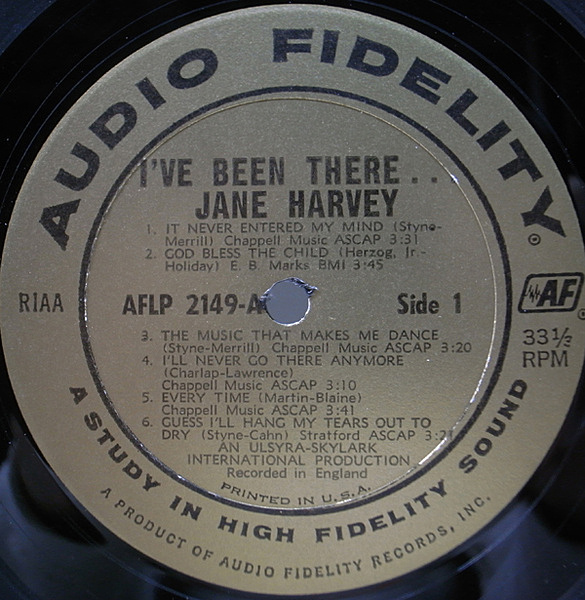 AUDIO FIDELITY
I'VE BEEN THERE . .
JANE HARVEY
1. IT NEVER ENTERED MY MIND (Styne-
Merrill) Chappell Music ASCAP 3:31
2. GOD BLESS THE CHILD (Herzog, Jr.-
Holiday) E. B. Marks BMI 3:45
RIAA
AFLP 2149-A
Side 1
AF
33 1/3
RPM
3. THE MUSIC THAT MAKES ME DANCE
(Styne-Merrill) Chappell Music ASCAP 3:20
4. I'LL NEVER GO THERE ANYMORE
(Charlap-Lawrence)
Chappell Music ASCAP 3:10
5. EVERY TIME (Martin-Blaine)
Chappell Music ASCAP 3:41
6. GUESS I'LL HANG MY TEARS OUT TO
DRY (Styne-Cahn) Stratford ASCAP 3:21
AN ULSYRA-SKYLARK
INTERNATIONAL PRODUCTION
Recorded in England
PRINTED IN U.S.A.
A STUDY IN HIGH FIDELITY SOUND
A PRODUCT OF AUDIO FIDELITY RECORDS, INC.